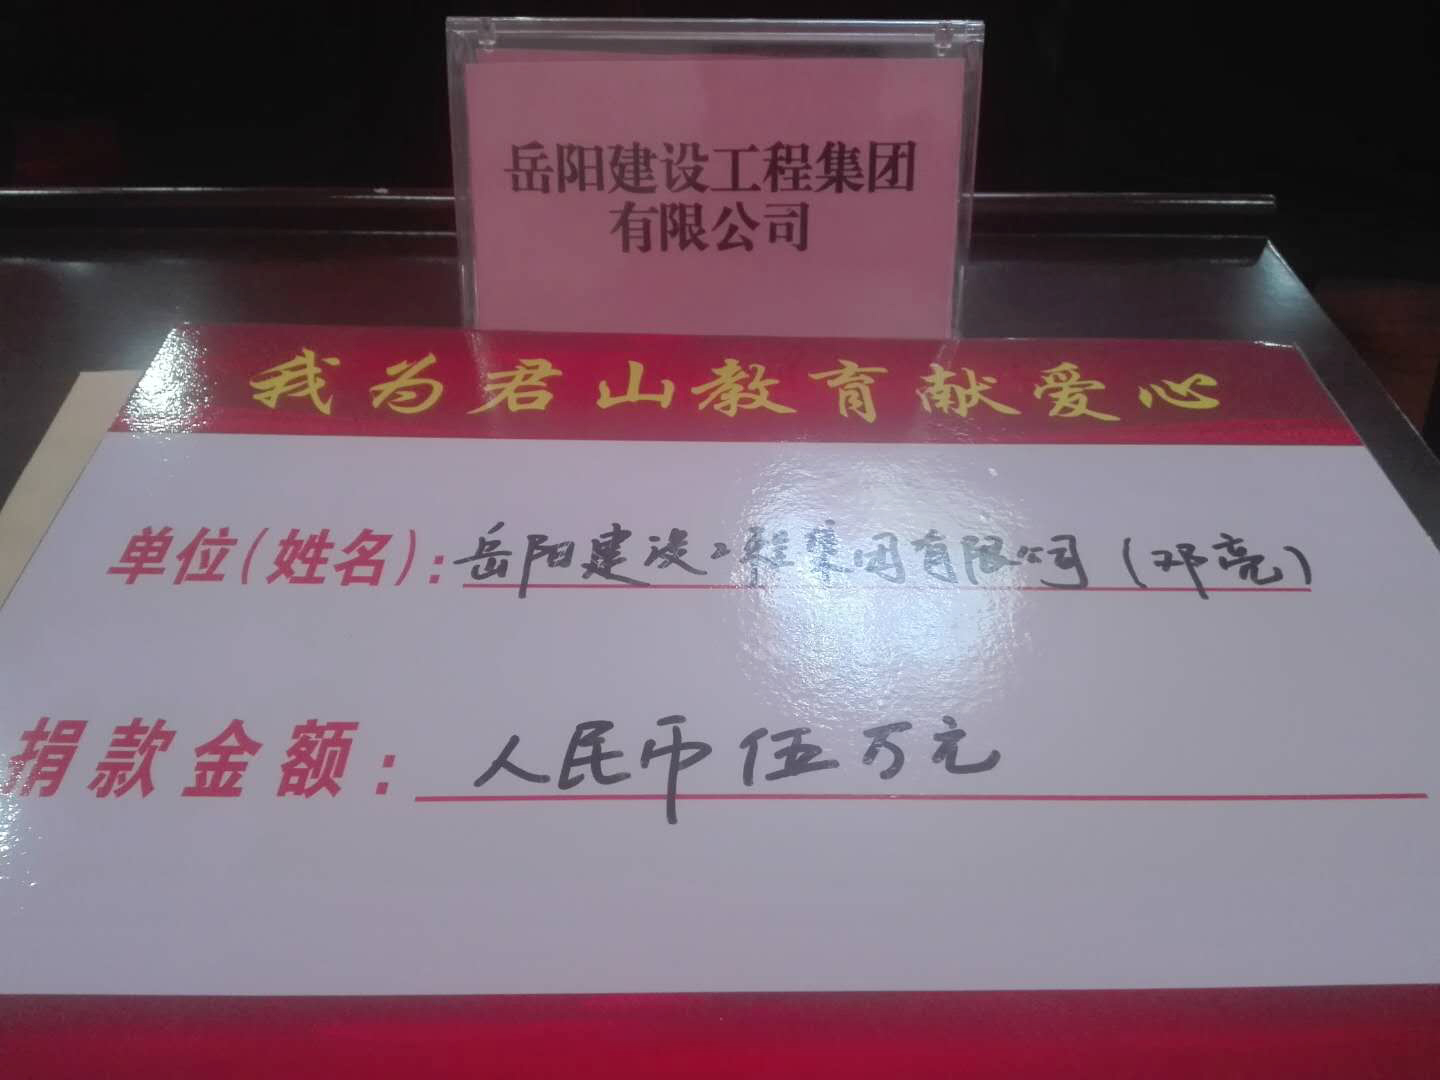 岳阳建设工程集团
有限公司
我为君山教育献爱心
单位(姓名):岳阳建设工程集团有限公司(邓亮)
捐款金额:人民币伍万元